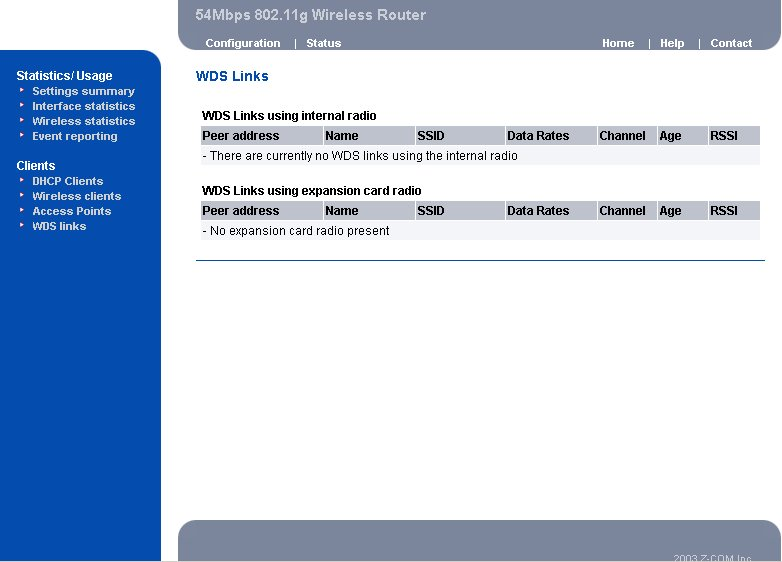 54Mbps 802.11g Wireless Router
Configuration | Status Home | Help | Contact
Statistics/ Usage
Settings summary
Interface statistics
Wireless statistics
Event reporting
Clients
DHCP Clients
Wireless clients
Access Points
WDS links
WDS Links
WDS Links using internal radio
Peer address Name SSID Data Rates Channel Age RSSI
- There are currently no WDS links using the internal radio
WDS Links using expansion card radio
Peer address Name SSID Data Rates Channel Age RSSI
- No expansion card radio present
2003 Z-COM Inc